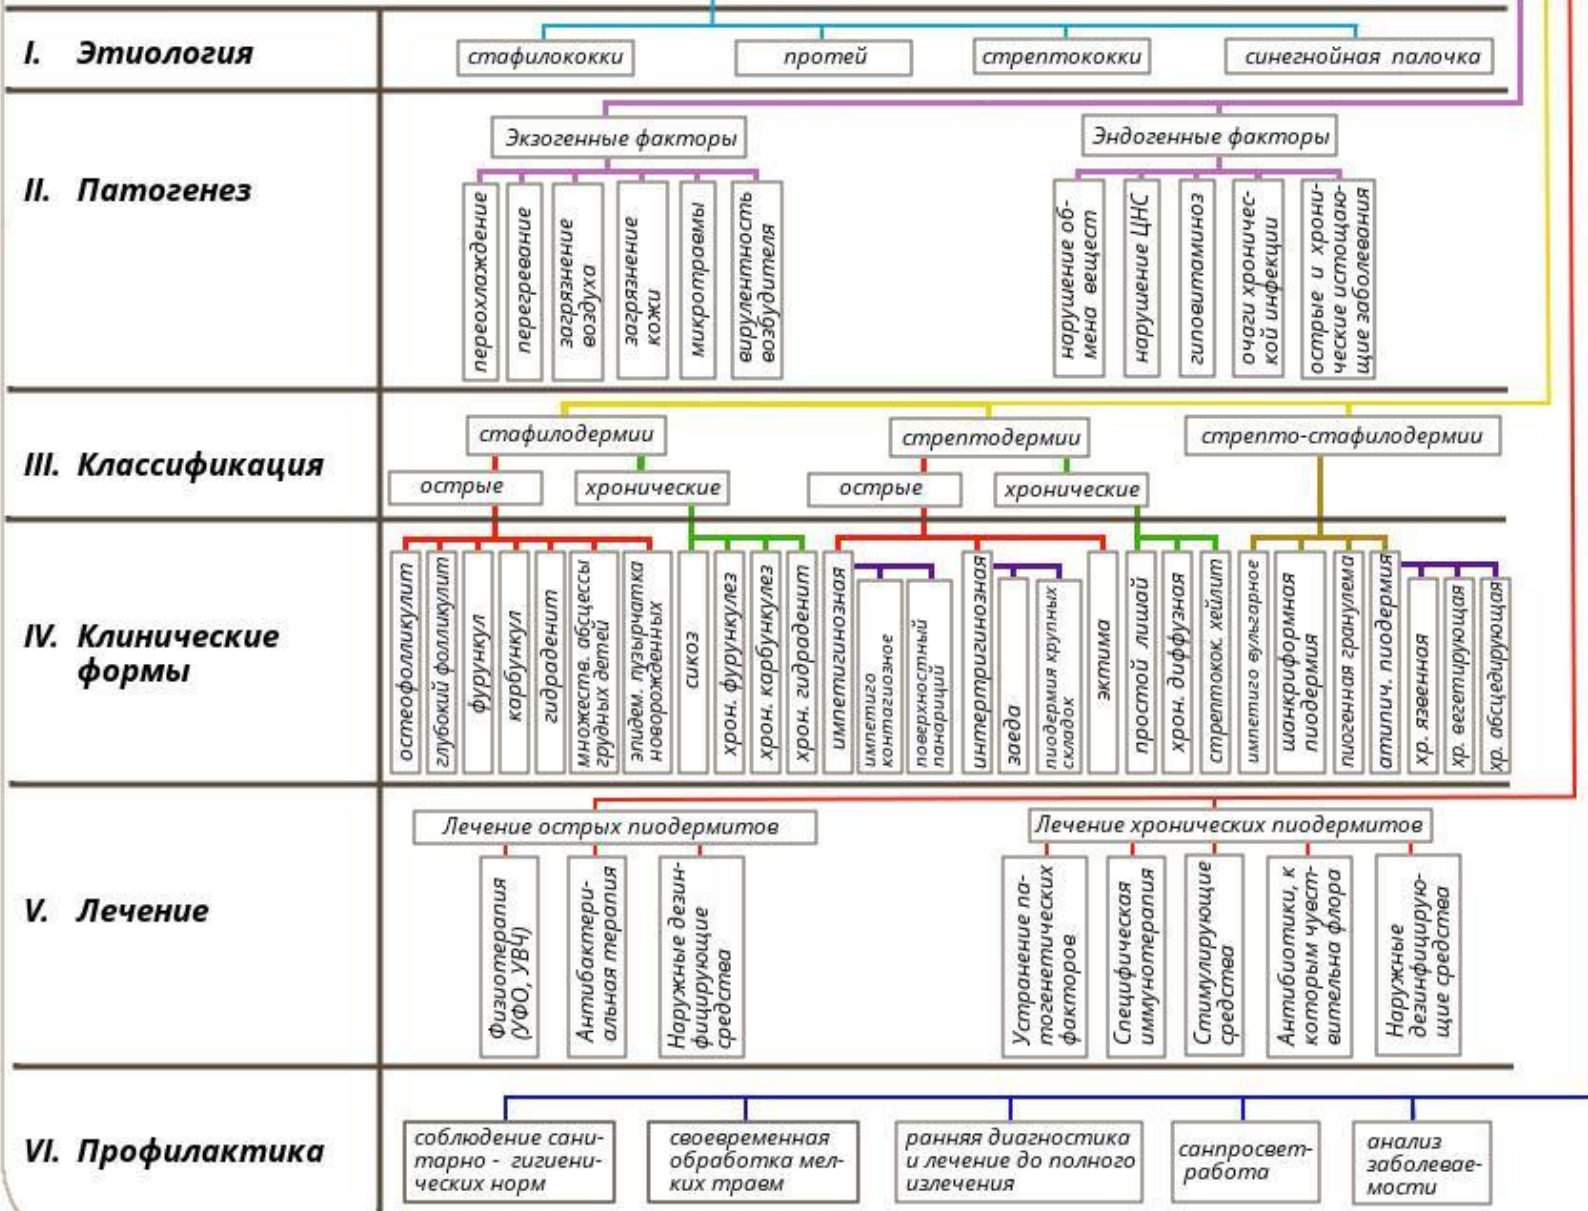 I. Этиология
стафилококки
протей
стрептококки
синегнойная палочка
II. Патогенез
Экзогенные факторы
переохлаждение
перегревание
загрязнение
воздуха
загрязнение
кожи
микротравмы
вирулентность
возбудителя
Эндогенные факторы
нарушение об-
мена веществ
нарушение ЦНС
гиповитаминоз
очаги хроничес-
кой инфекции
острые и хрони-
ческие истощаю-
щие заболевания
III. Классификация
стафилодермии
острые
хронические
стрептодермии
острые
хронические
стрепто-стафилодермии
IV. Клинические
формы
остеофолликулит
глубокий фолликулит
фурункул
карбункул
гидраденит
множеств. абсцессы
грудных детей
эпидем. пузырчатка
новорожденных
сикоз
хрон. фурункулез
хрон. карбункулез
хрон. гидраденит
импетигинозная
импетиго
контагиозное
поверхностный
панариций
интертригинозная
заеда
пиодермия крупных
складок
эктима
простой лишай
хрон. диффузная
стрептокок. хейлит
импетиго вульгарное
шанкриформная
пиодермия
пиогенная гранулема
атипич. пиодермия
хр. язвенная
хр. вегетирующая
хр. абсцедирующая
V. Лечение
Лечение острых пиодермитов
Физиотерапия
(УФО, УВЧ)
Антибактери-
альная терапия
Наружные дезин-
фицирующие
средства
Лечение хронических пиодермитов
Устранение па-
тогенетических
факторов
Специфическая
иммунотерапия
Стимулирующие
средства
Антибиотики, к
которым чувст-
вительна флора
Наружные
дезинфицирую-
щие средства
VI. Профилактика
соблюдение сани-
тарно - гигиени-
ческих норм
своевременная
обработка мел-
ких травм
ранняя диагностика
и лечение до полного
излечения
санпросвет-
работа
анализ
заболевае-
мости